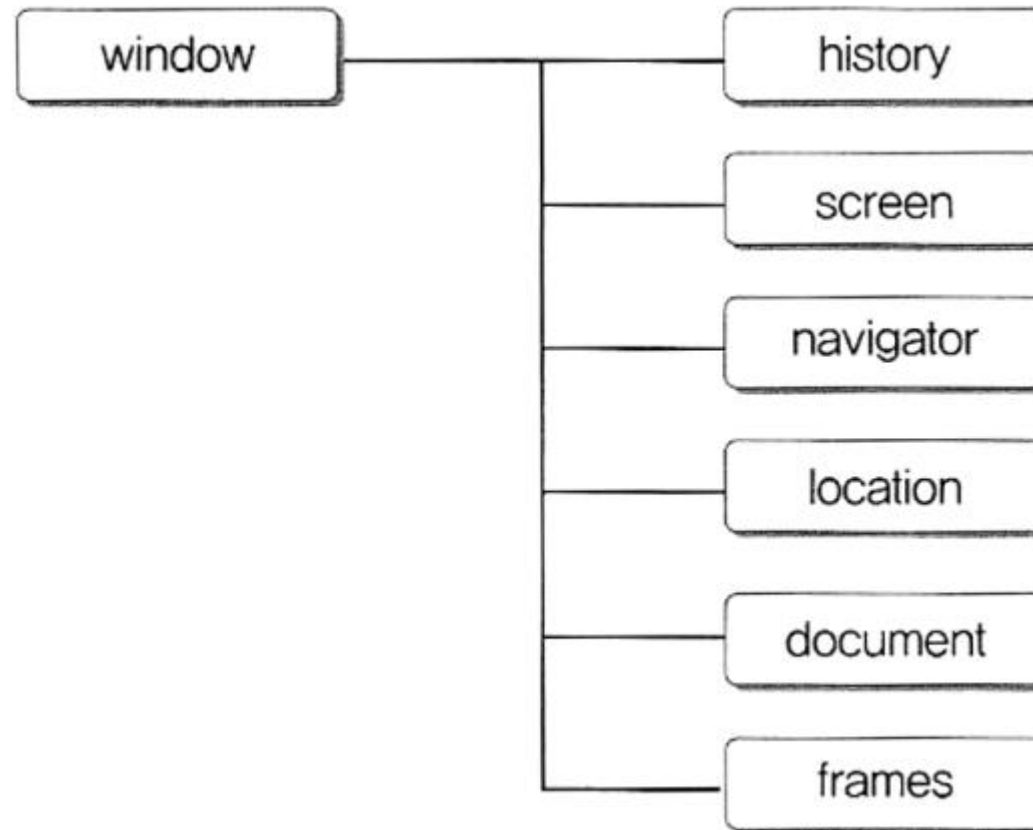 window
history
screen
navigator
location
document
frames